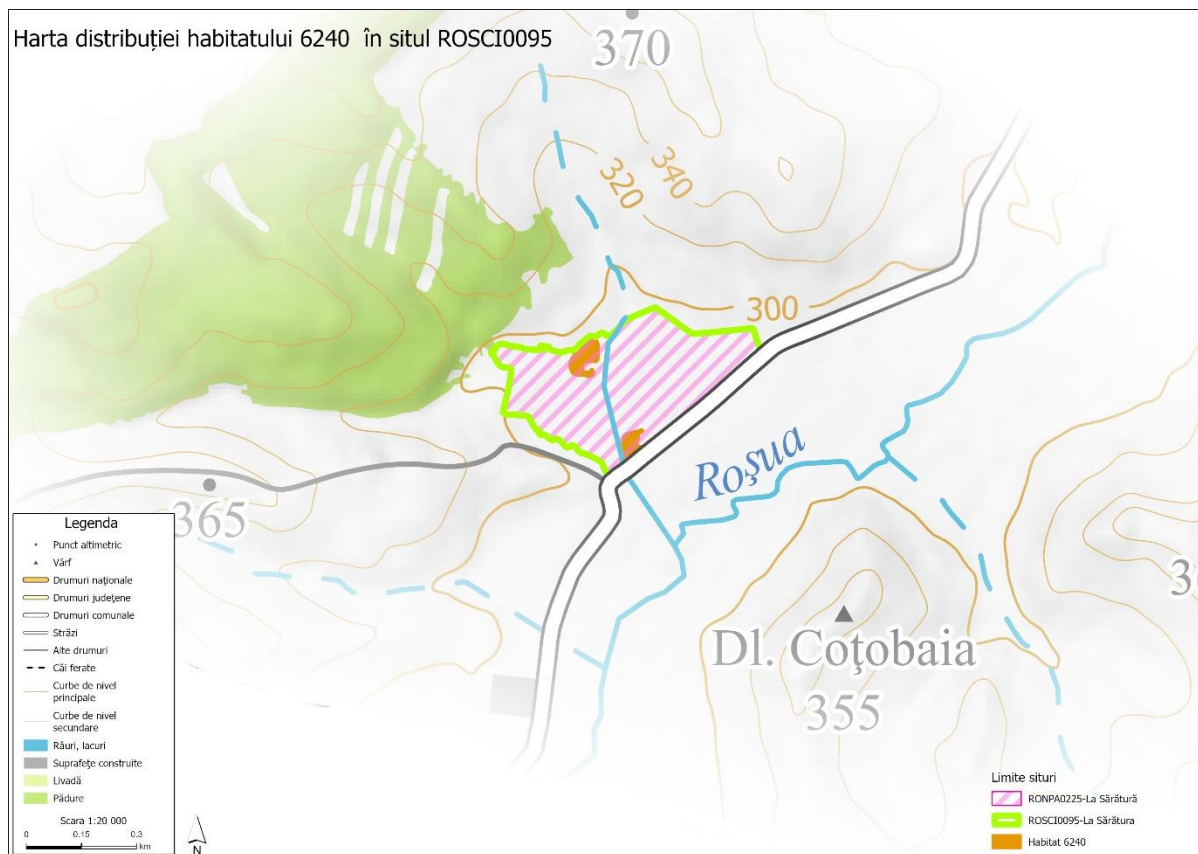 Harta distribuției habitatului 6240 în situl ROSCI0095
370
340
320
300
Roșua
365
Dl. Coţobaia
355
Legenda
Punct altimetric
Vârf
Drumuri naționale
Drumuri județene
Drumuri comunale
Străzi
Alte drumuri
Căi ferate
Curbe de nivel
principale
Curbe de nivel
secundare
Râuri, lacuri
Suprafețe construite
Livadă
Pădure
Scara 1:20 000
0 0.15 0.3
km
N
Limite situri
RONPA0225-La Sărătură
ROSCI0095-La Sărătura
Habitat 6240